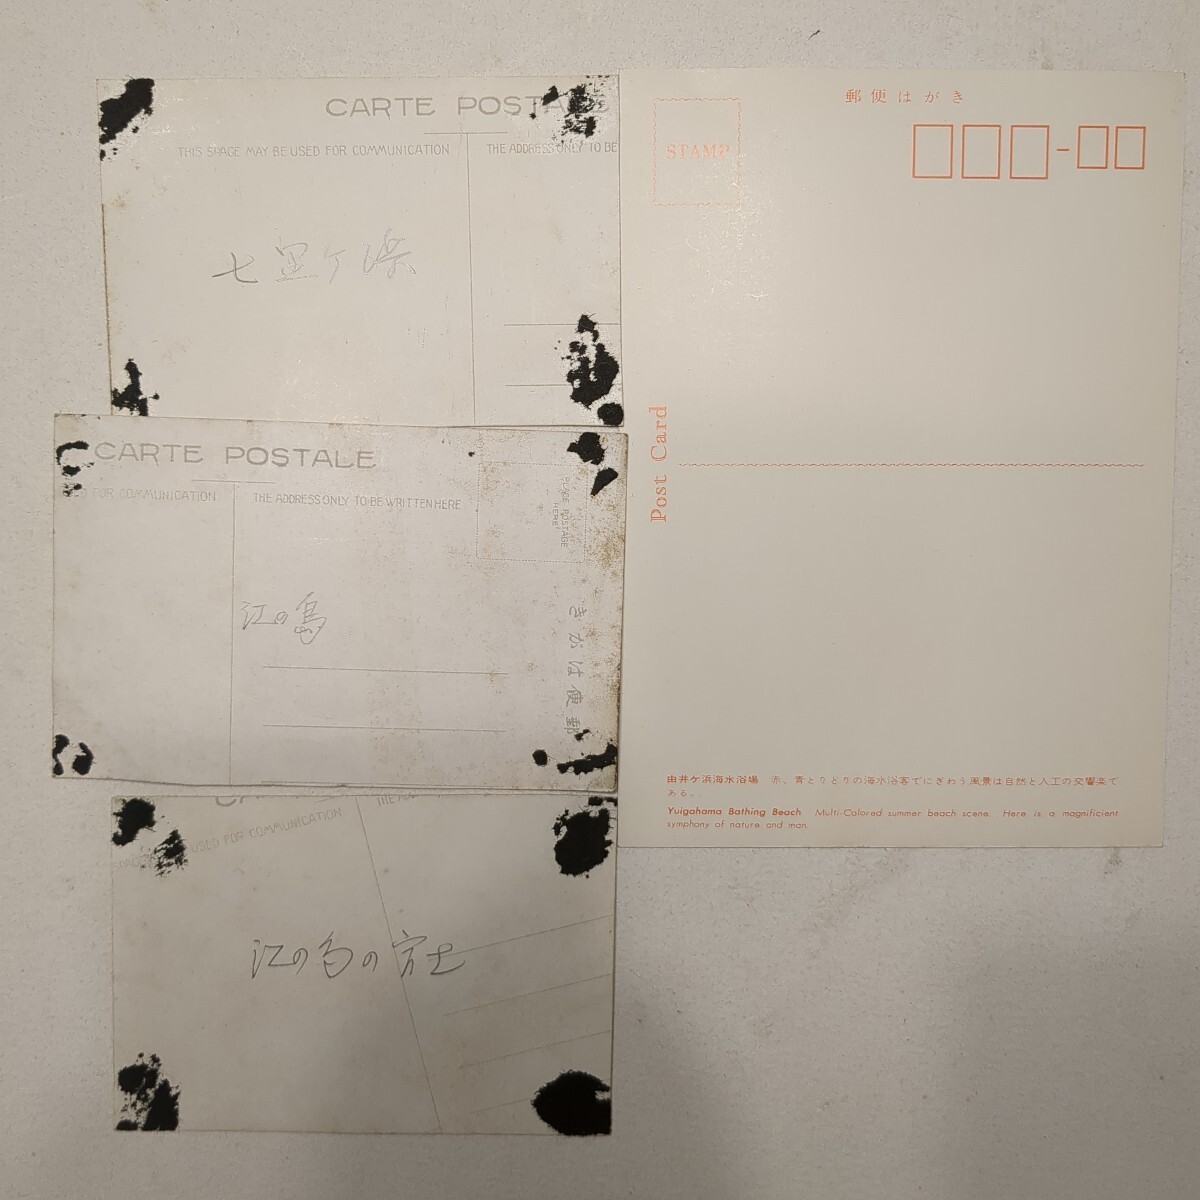 CARTE POSTALE
THIS SPACE MAY BE USED FOR COMMUNICATION
THE ADDRESS ONLY TO BE
七里ケ浜
CARTE POSTALE
USED FOR COMMUNICATION
THE ADDRESS ONLY TO BE WRITTEN HERE
PLACE POSTAGE
HERE
江の島
きがは便郵
USED FOR COMMUNICATION
江の島の富士
郵便はがき
STAMP
Post Card
由井ケ浜海水浴場 赤、青とりどりの海水浴客でにぎわう風景は自然と人工の交響楽で
ある。
Yuigahama Bathing Beach Multi-Colored summer beach scene. Here is a magnificient
symphony of nature and man.